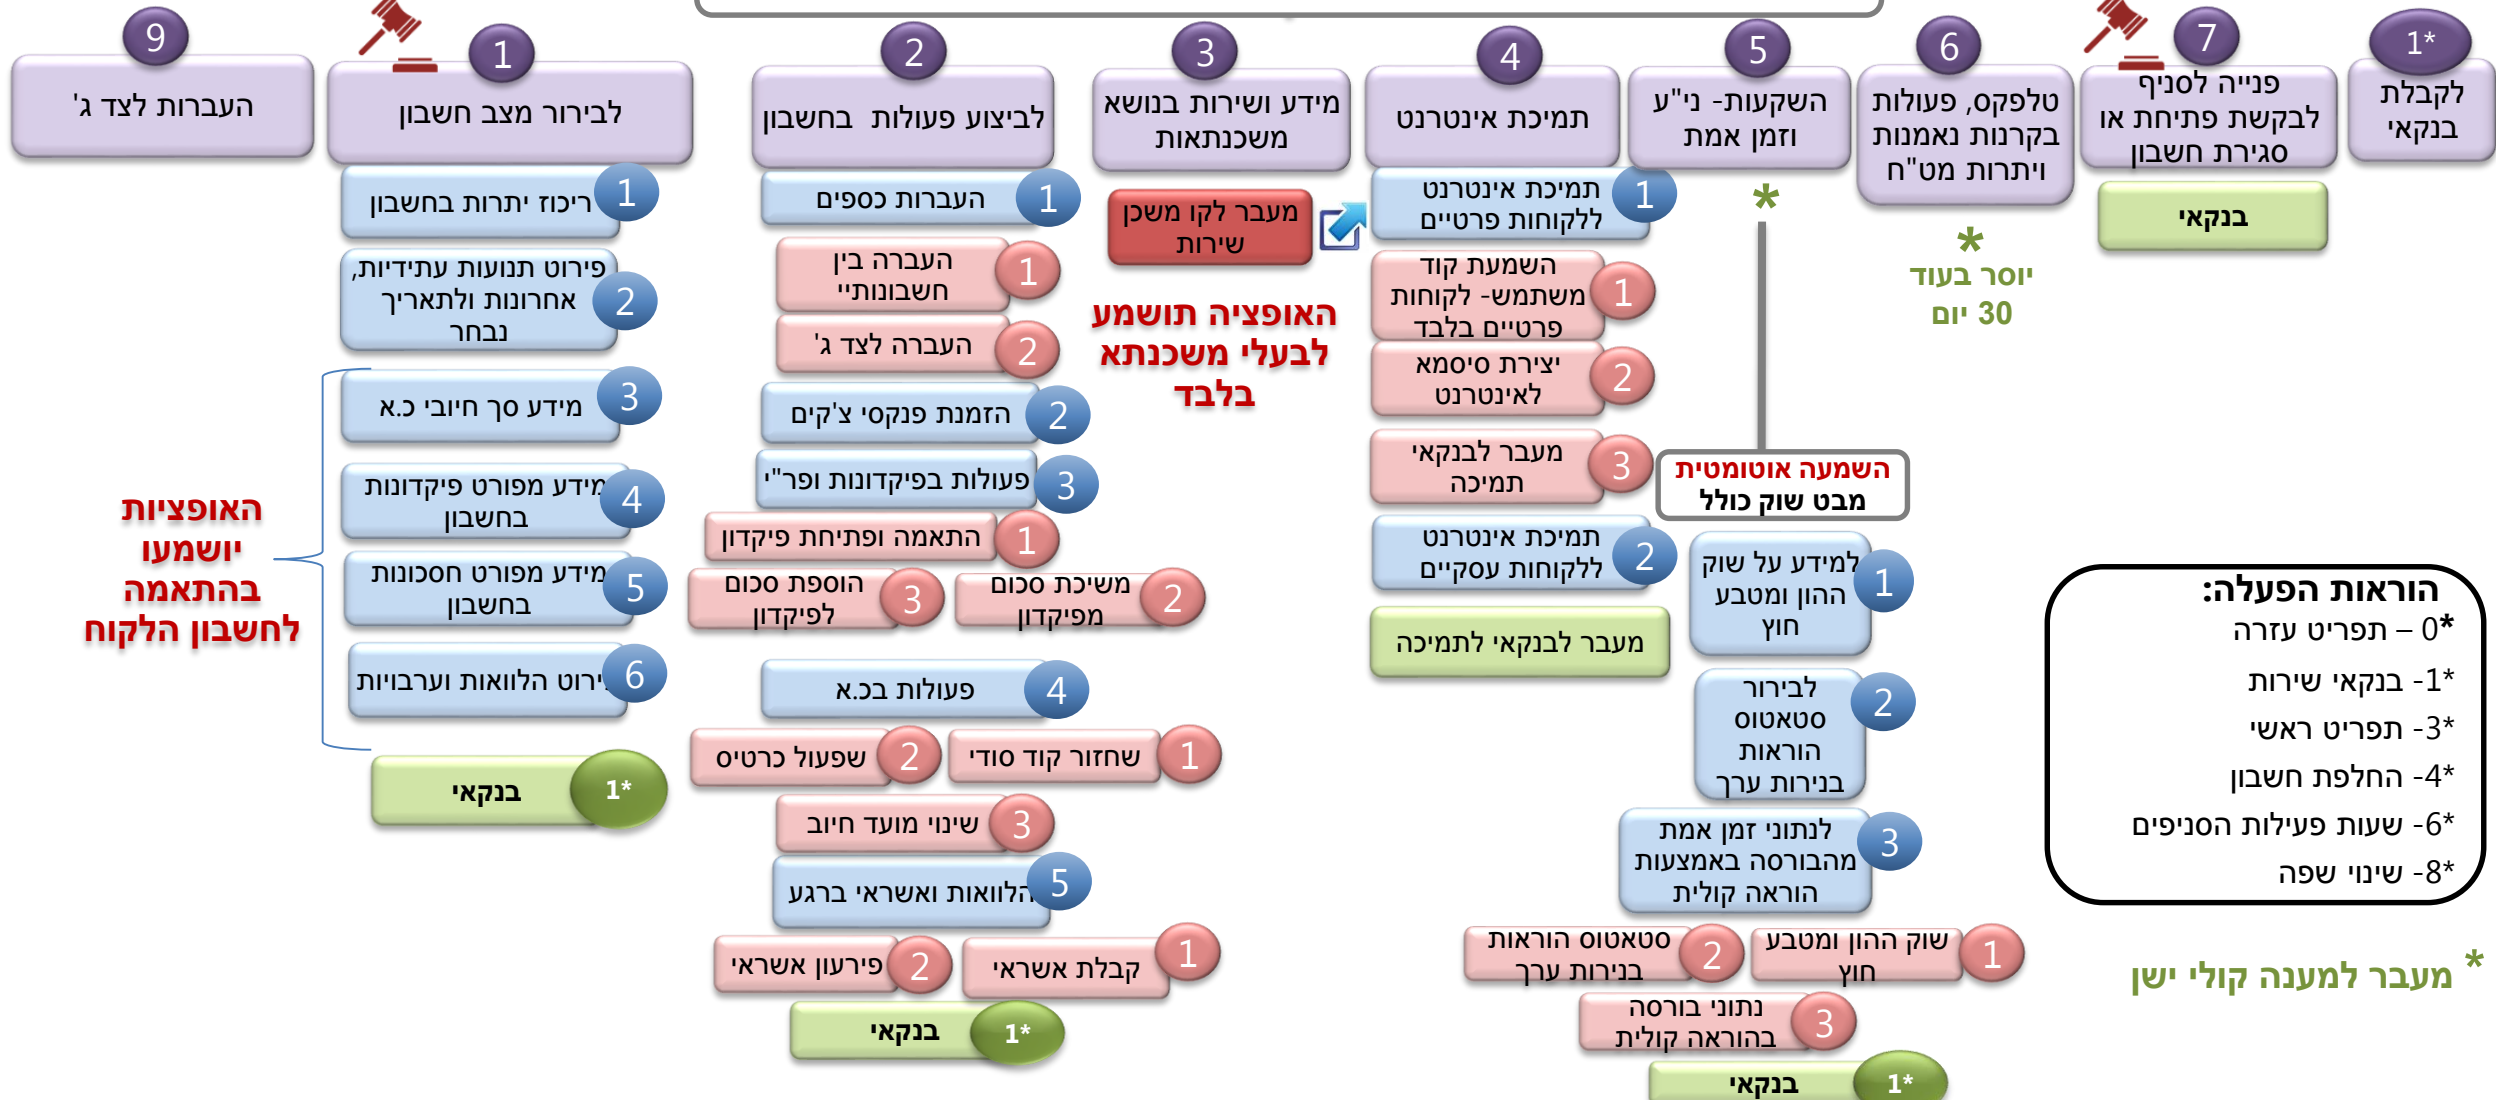 9
העברות לצד ג'
1
לבירור מצב חשבון
1
ריכוז יתרות בחשבון
2
פירוט תנועות עתידיות,
אחרונות ולתאריך
נבחר
3
מידע סך חיובי כ.א
4
מידע מפורט פיקדונות
בחשבון
5
מידע מפורט חסכונות
בחשבון
6
ירוט הלוואות וערבויות
1*
בנקאי
האופציות
יושמעו
בהתאמה
לחשבון הלקוח
2
לביצוע פעולות בחשבון
1
העברות כספים
1
העברה בין
חשבונותיי
2
העברה לצד ג'
2
הזמנת פנקסי צ'קים
3
פעולות בפיקדונות ופר"י
1
התאמה ופתיחת פיקדון
2
משיכת סכום
מפיקדון
3
הוספת סכום
לפיקדון
4
פעולות בכ.א
1
שחזור קוד סודי
2
שפעול כרטיס
3
שינוי מועד חיוב
5
הלוואות ואשראי ברגע
1
קבלת אשראי
2
פירעון אשראי
1*
בנקאי
3
מידע ושירות בנושא
משכנתאות
מעבר לקו משכן
שירות
האופציה תושמע
לבעלי משכנתא
בלבד
4
תמיכת אינטרנט
1
תמיכת אינטרנט
ללקוחות פרטיים
1
השמעת קוד
משתמש- לקוחות
פרטיים בלבד
2
יצירת סיסמא
לאינטרנט
3
מעבר לבנקאי
תמיכה
2
תמיכת אינטרנט
ללקוחות עסקיים
מעבר לבנקאי לתמיכה
5
השקעות- ני"ע
וזמן אמת
*
השמעה אוטומטית
מבט שוק כולל
1
למידע על שוק
ההון ומטבע
חוץ
2
לבירור
סטאטוס
הוראות
בנירות ערך
3
לנתוני זמן אמת
מהבורסה באמצעות
הוראה קולית
1
שוק ההון ומטבע
חוץ
2
סטאטוס הוראות
בנירות ערך
3
נתוני בורסה
בהוראה קולית
1*
בנקאי
6
טלפקס, פעולות
בקרנות נאמנות
ויתרות מט"ח
*
יוסר בעוד
30 יום
7
פנייה לסניף
לבקשת פתיחת או
סגירת חשבון
בנקאי
1*
לקבלת
בנקאי
הוראות הפעלה:
*0 – תפריט עזרה
*1- בנקאי שירות
*3- תפריט ראשי
*4- החלפת חשבון
*6- שעות פעילות הסניפים
*8- שינוי שפה
* מעבר למענה קולי ישן